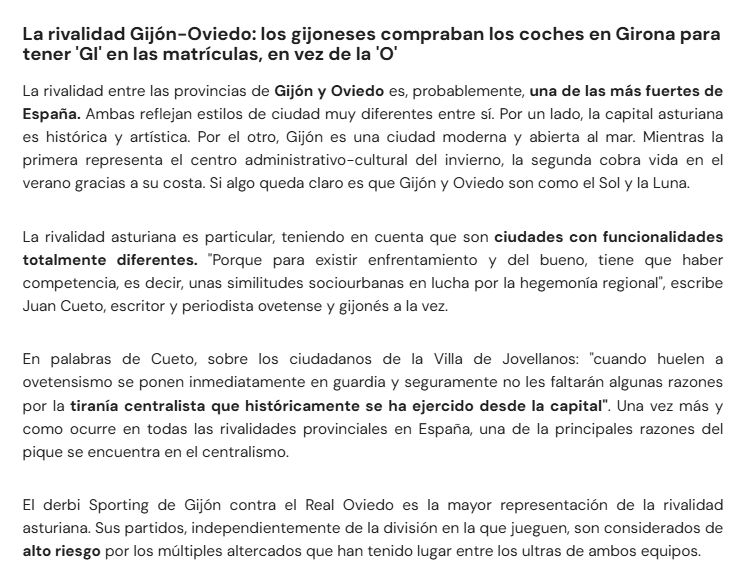 La rivalidad Gijón-Oviedo: los gijoneses compraban los coches en Girona para
tener 'GI' en las matrículas, en vez de la 'O'
La rivalidad entre las provincias de Gijón y Oviedo es, probablemente, una de las más fuertes de
España. Ambas reflejan estilos de ciudad muy diferentes entre sí. Por un lado, la capital asturiana
es histórica y artística. Por el otro, Gijón es una ciudad moderna y abierta al mar. Mientras la
primera representa el centro administrativo-cultural del invierno, la segunda cobra vida en el
verano gracias a su costa. Si algo queda claro es que Gijón y Oviedo son como el Sol y la Luna.
La rivalidad asturiana es particular, teniendo en cuenta que son ciudades con funcionalidades
totalmente diferentes. "Porque para existir enfrentamiento y del bueno, tiene que haber
competencia, es decir, unas similitudes sociourbanas en lucha por la hegemonía regional", escribe
Juan Cueto, escritor y periodista ovetense y gijonés a la vez.
En palabras de Cueto, sobre los ciudadanos de la Villa de Jovellanos: "cuando huelen a
ovetensismo se ponen inmediatamente en guardia y seguramente no les faltarán algunas razones
por la tiranía centralista que históricamente se ha ejercido desde la capital". Una vez más y
como ocurre en todas las rivalidades provinciales en España, una de la principales razones del
pique se encuentra en el centralismo.
El derbi Sporting de Gijón contra el Real Oviedo es la mayor representación de la rivalidad
asturiana. Sus partidos, independientemente de la división en la que jueguen, son considerados de
alto riesgo por los múltiples altercados que han tenido lugar entre los ultras de ambos equipos.